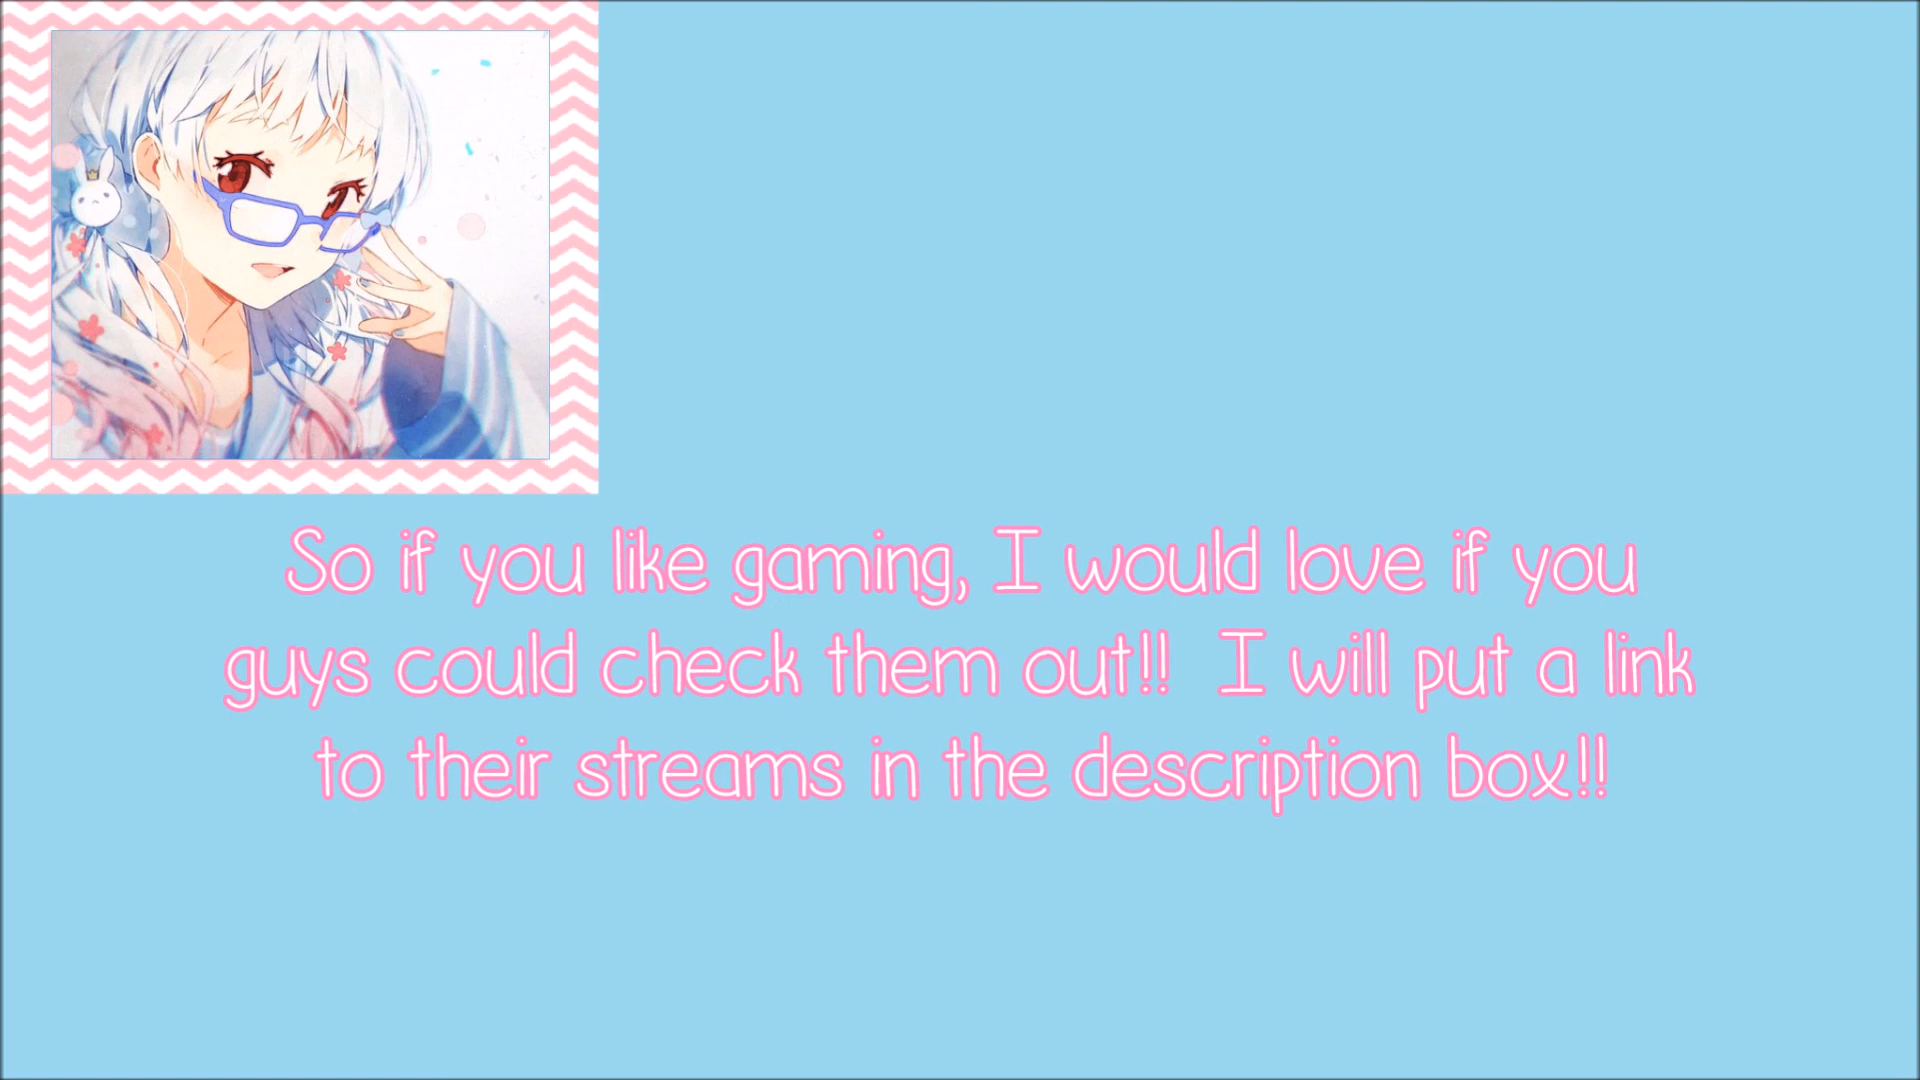 So if you like gaming, I would love if you
guys could check them out!! I will put a link
to their streams in the description box!!